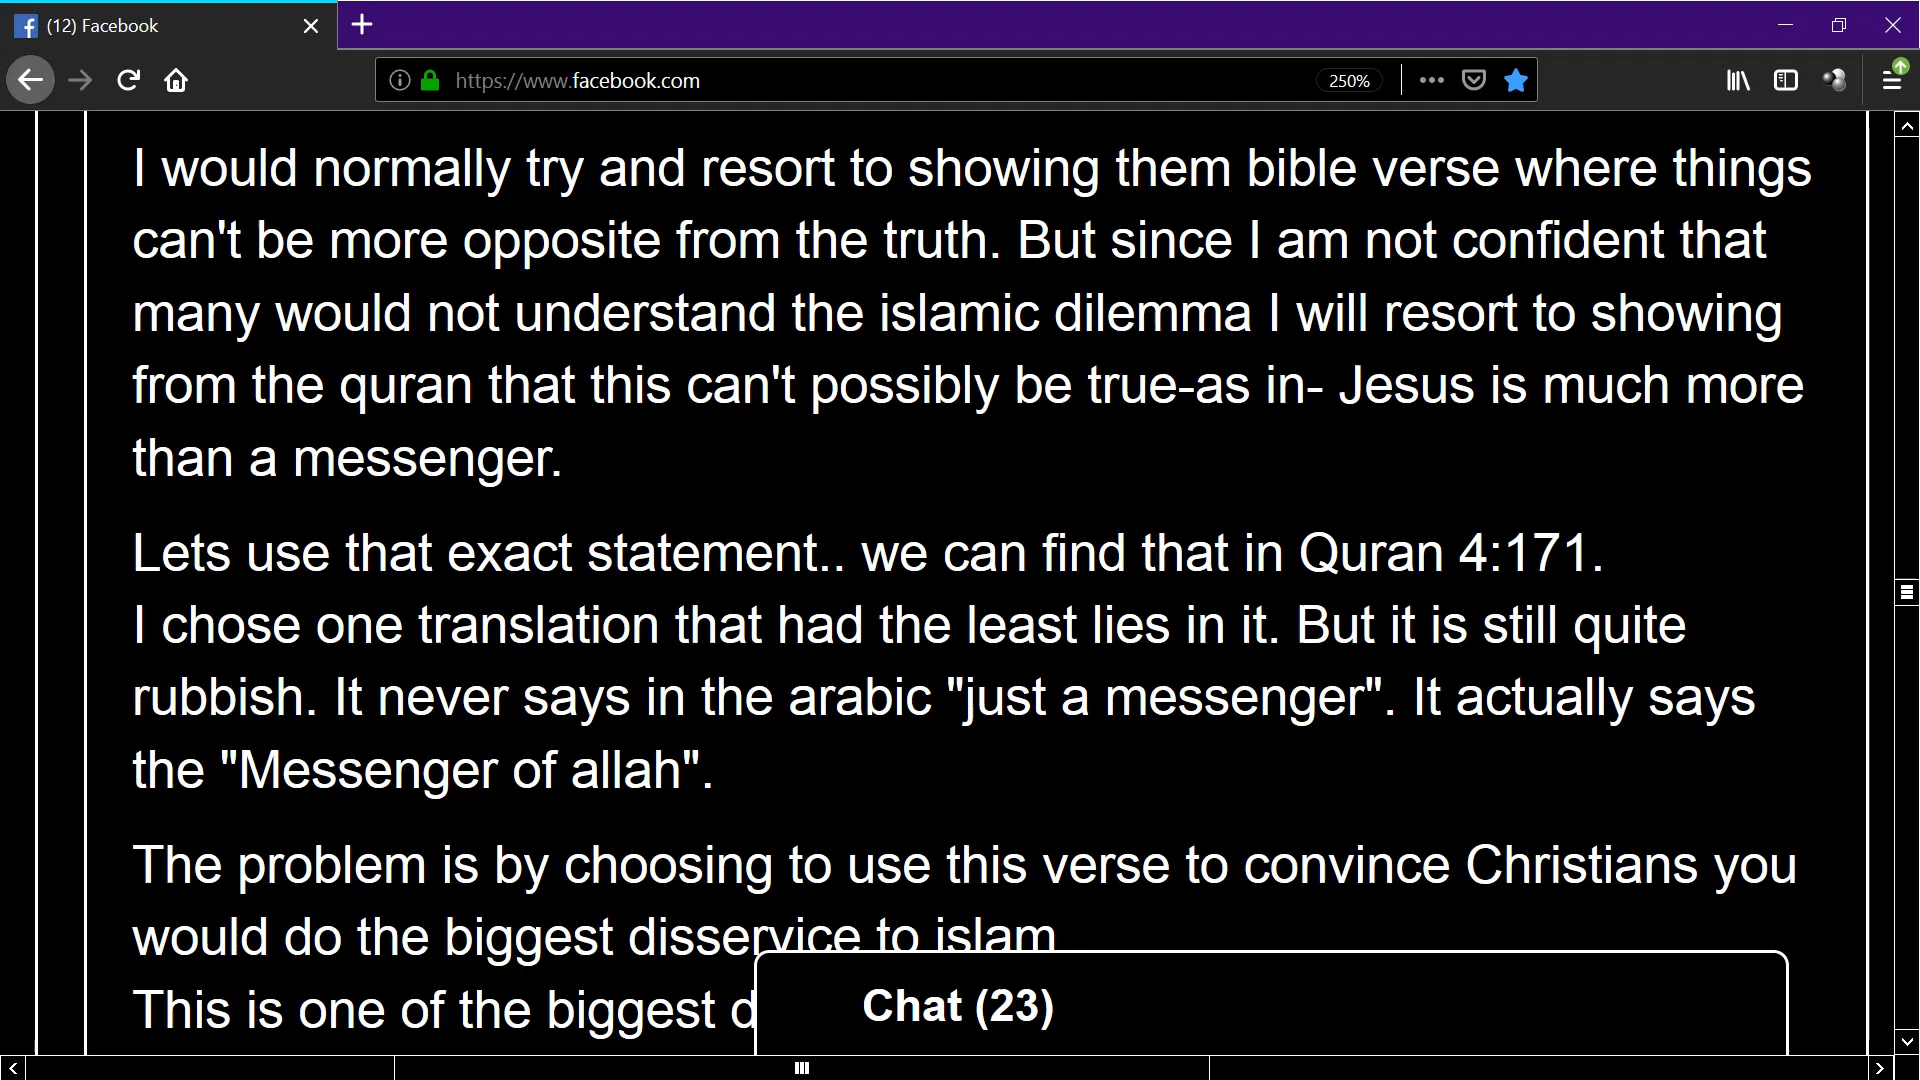 (12) Facebook
https://www.facebook.com
250%
I would normally try and resort to showing them bible verse where things
can't be more opposite from the truth. But since I am not confident that
many would not understand the islamic dilemma I will resort to showing
from the quran that this can't possibly be true-as in- Jesus is much more
than a messenger.
Lets use that exact statement.. we can find that in Quran 4:171.
I chose one translation that had the least lies in it. But it is still quite
rubbish. It never says in the arabic "just a messenger". It actually says
the "Messenger of allah".
The problem is by choosing to use this verse to convince Christians you
would do the biggest disservice to islam
This is one of the biggest d
Chat (23)